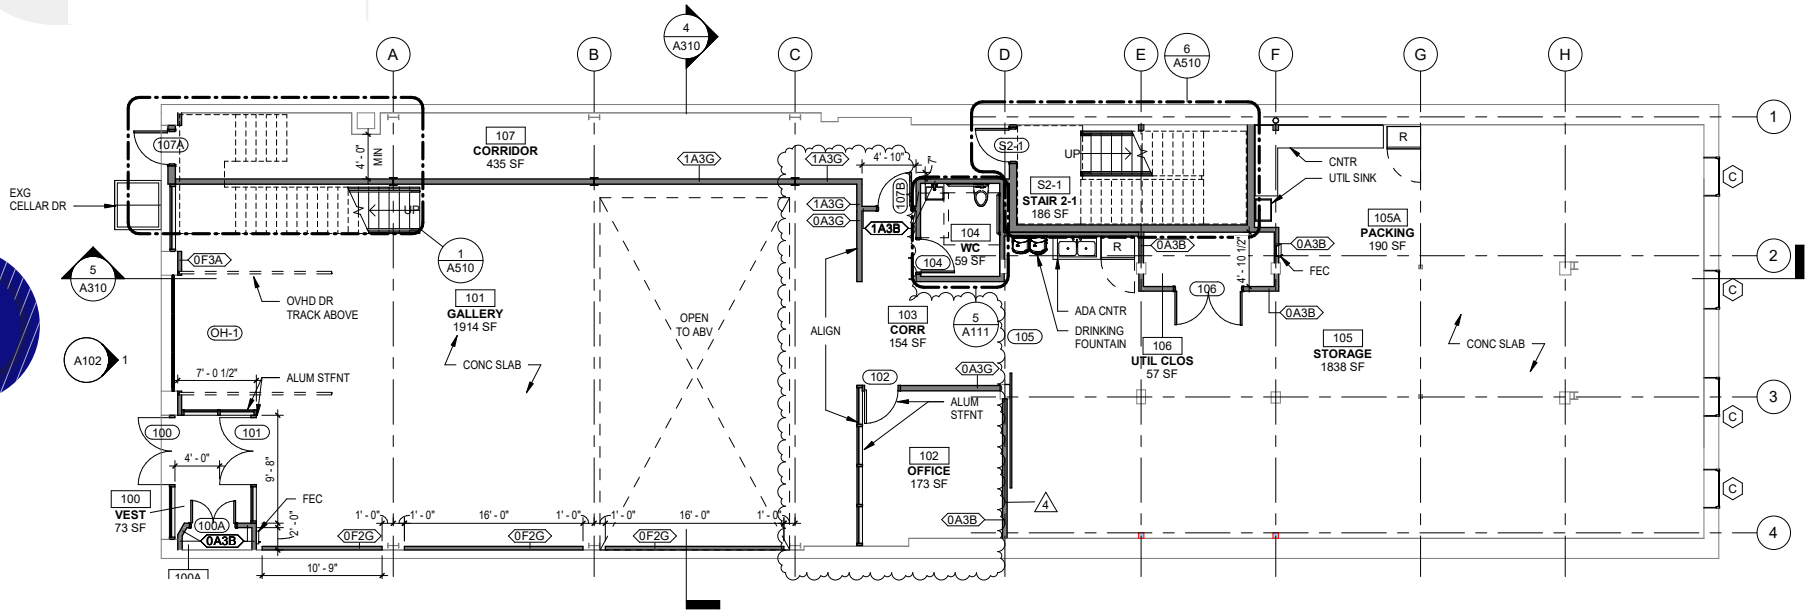 4
A310
6
A510
A
B
C
D
E
F
G
H
1
2
3
4
107A
4' - 0"
MIN
107
CORRIDOR
435 SF
1A3G
1A3G
4' - 10"
7"
S2-1
UP
S2-1
STAIR 2-1
186 SF
R
CNTR
UTIL SINK
C
EXG
CELLAR DR
UP
1A3G
0A3G
107B
1A3B
104
WC
59 SF
104
105A
PACKING
190 SF
0A3B
0A3B
FEC
4' - 10 1/2"
R
5
A310
0F3A
1
A510
OVHD DR
TRACK ABOVE
101
GALLERY
1914 SF
OPEN
TO ABV
ALIGN
103
CORR
154 SF
5
A111
105
ADA CNTR
DRINKING
FOUNTAIN
106
0A3B
106
UTIL CLOS
57 SF
105
STORAGE
1838 SF
CONC SLAB
C
OH-1
A102
1
CONC SLAB
7' - 0 1/2"
ALUM STFNT
102
0A3G
ALUM
STFNT
C
100
101
4' - 0"
9' - 8"
102
OFFICE
173 SF
C
100
VEST
73 SF
FEC
100A
0A3B
2' - 0"
1' - 0"
1' - 0"
16' - 0"
1' - 0"
1' - 0"
16' - 0"
1' - 0"
0F2G
0F2G
0F2G
0A3B
4
100A
10' - 9"